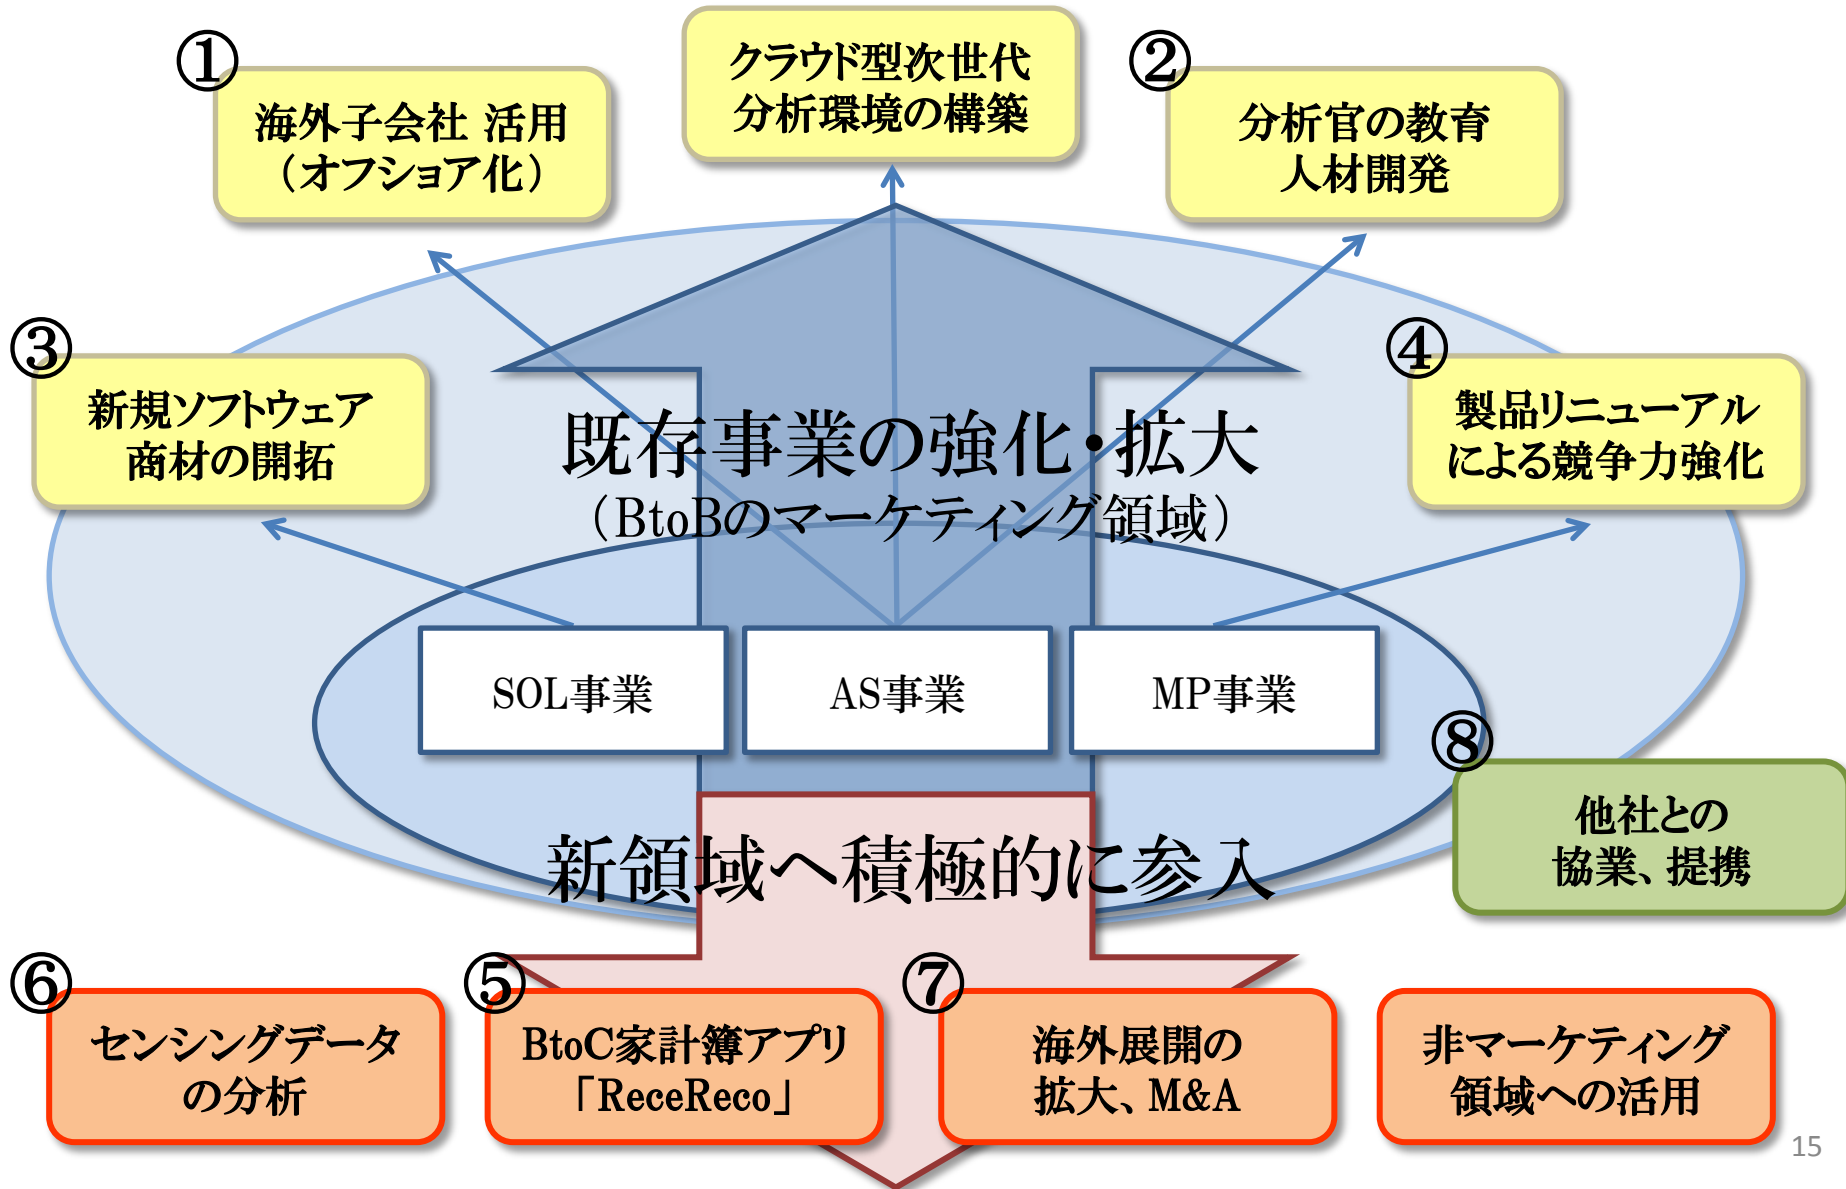 ①
海外子会社 活用
（オフショア化）
クラウド型次世代
分析環境の構築
②
分析官の教育
人材開発
③
新規ソフトウェア
商材の開拓
④
製品リニューアル
による競争力強化
既存事業の強化・拡大
（BtoBのマーケティング領域）
SOL事業
AS事業
MP事業
⑧
他社との
協業、提携
新領域へ積極的に参入
⑥
センシングデータ
の分析
⑤
BtoC家計簿アプリ
「ReceReco」
⑦
海外展開の
拡大、M&A
非マーケティング
領域への活用
15